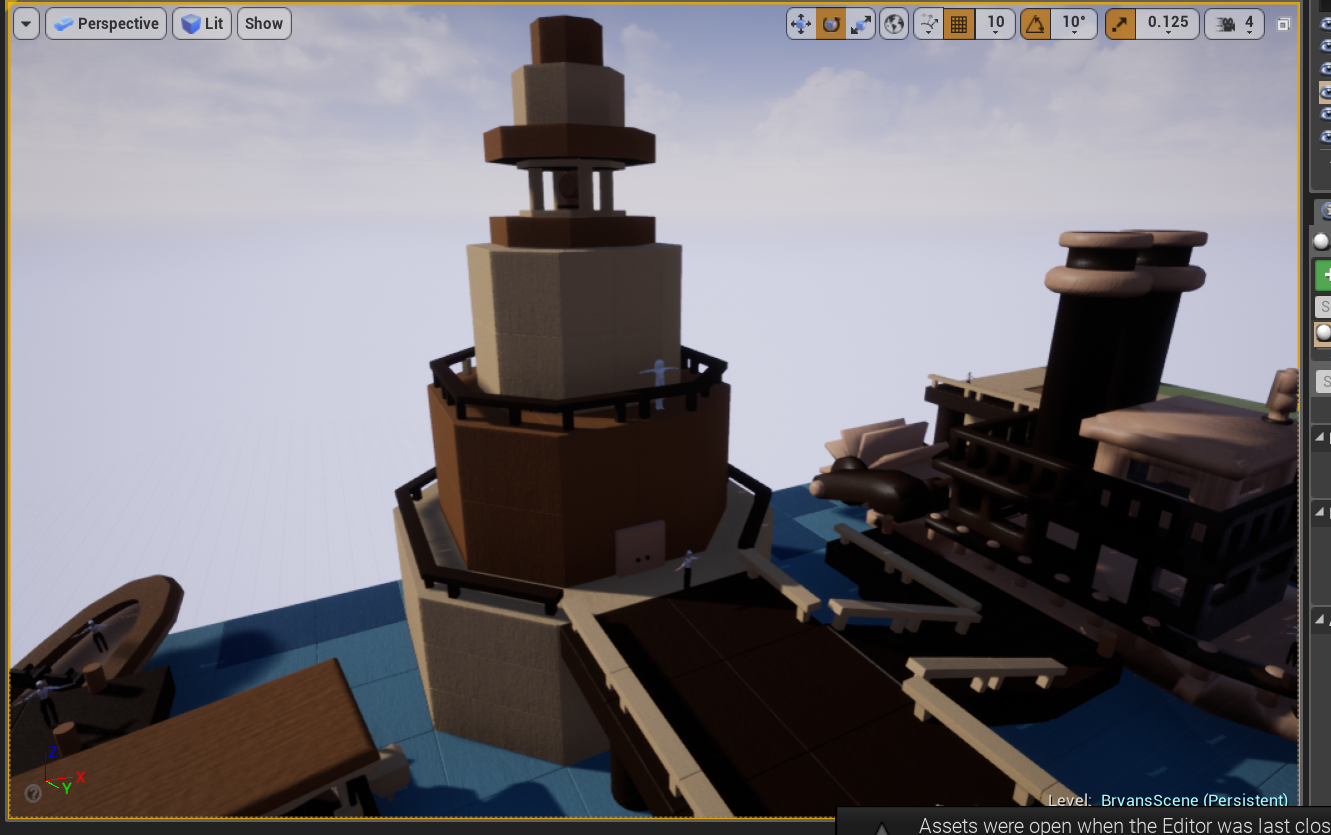 Perspective
Lit
Show
10
10°
0.125
4
S
S
Z
X
Y
?
Level: BryansScene (Persistent)
Assets were open when the Editor was last clos